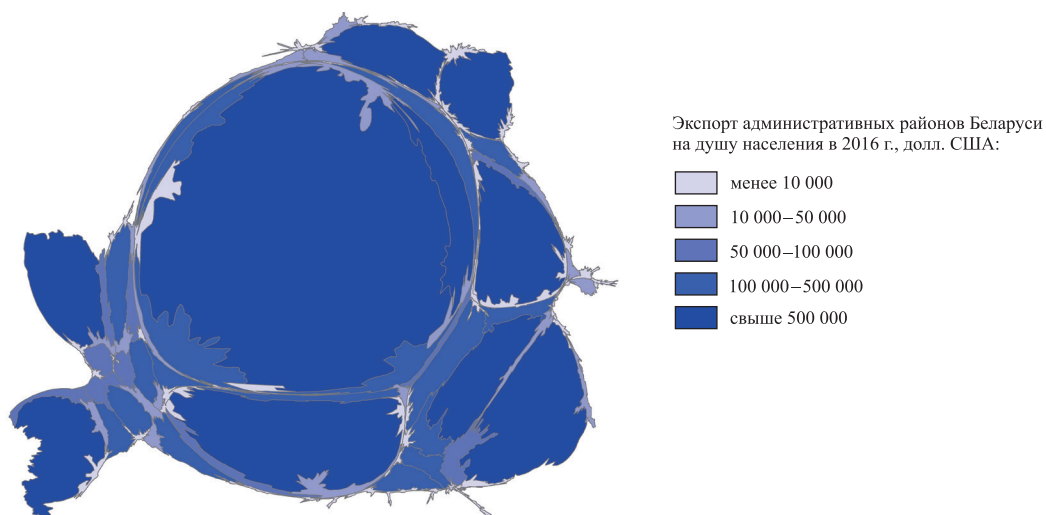 Экспорт административных районов Беларуси
на душу населения в 2016 г., долл. США:
менее 10 000
10 000–50 000
50 000–100 000
100 000–500 000
свыше 500 000